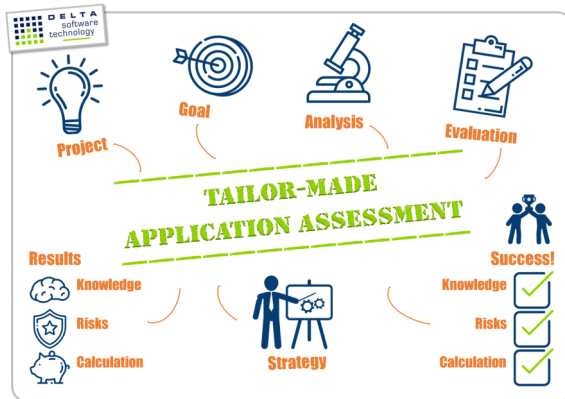 DELTA
software
technology
Project
Goal
Analysis
Evaluation
TAILOR-MADE
APPLICATION ASSESSMENT
Results
Knowledge
Risks
Calculation
Strategy
Success!
Knowledge
Risks
Calculation